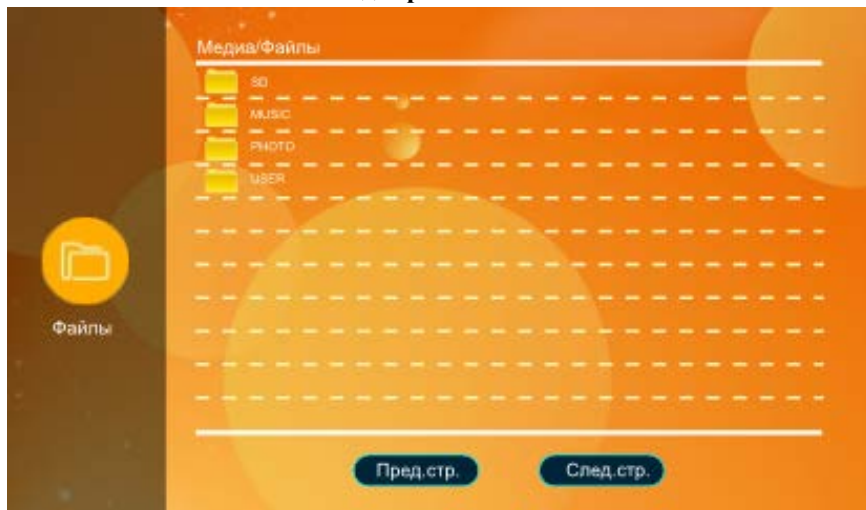 Медиа/Файлы
SD
MUSIC
PHOTO
USER
Файлы
Пред.стр.
След.стр.